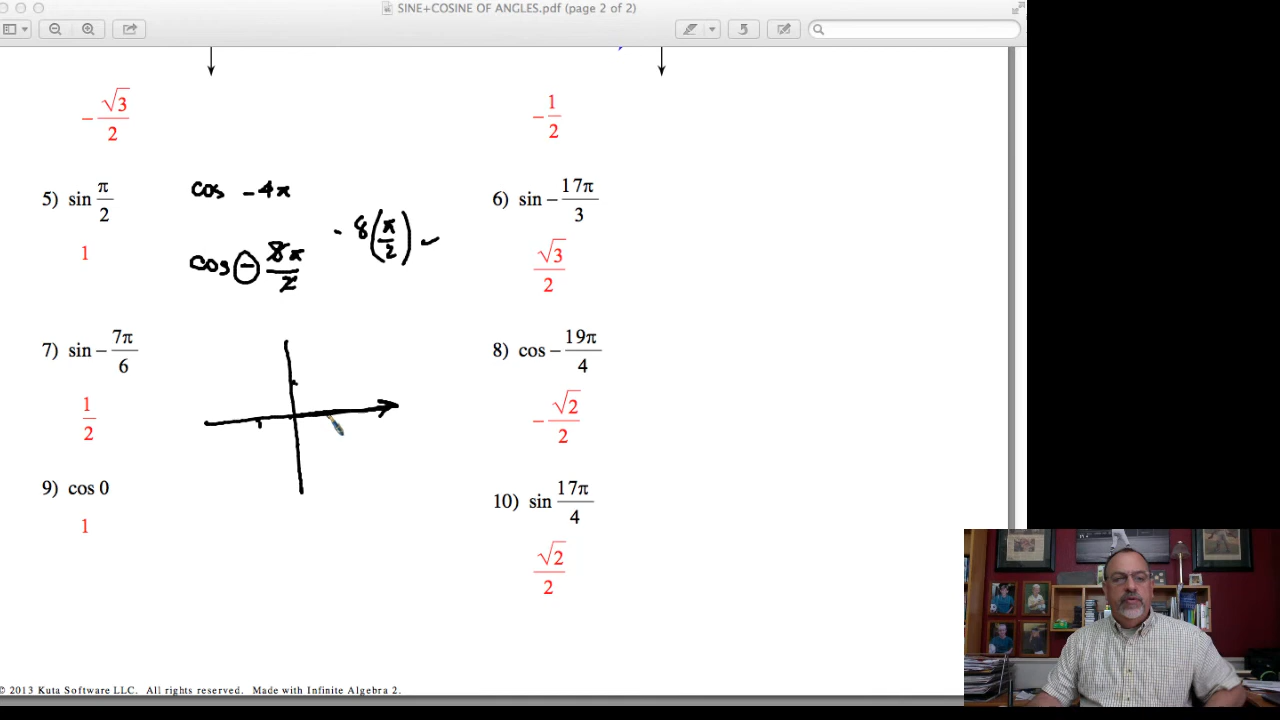 SINE+COSINE OF ANGLES.pdf (page 2 of 2)
-√3/2
-1/2
5) sin π/2
cos -4π
6) sin - 17π/3
1
cos - 8π/2
- 8(π/2)
√3/2
7) sin - 7π/6
8) cos - 19π/4
1/2
-√2/2
9) cos 0
10) sin 17π/4
1
√2/2
© 2013 Kuta Software LLC. All rights reserved. Made with Infinite Algebra 2.